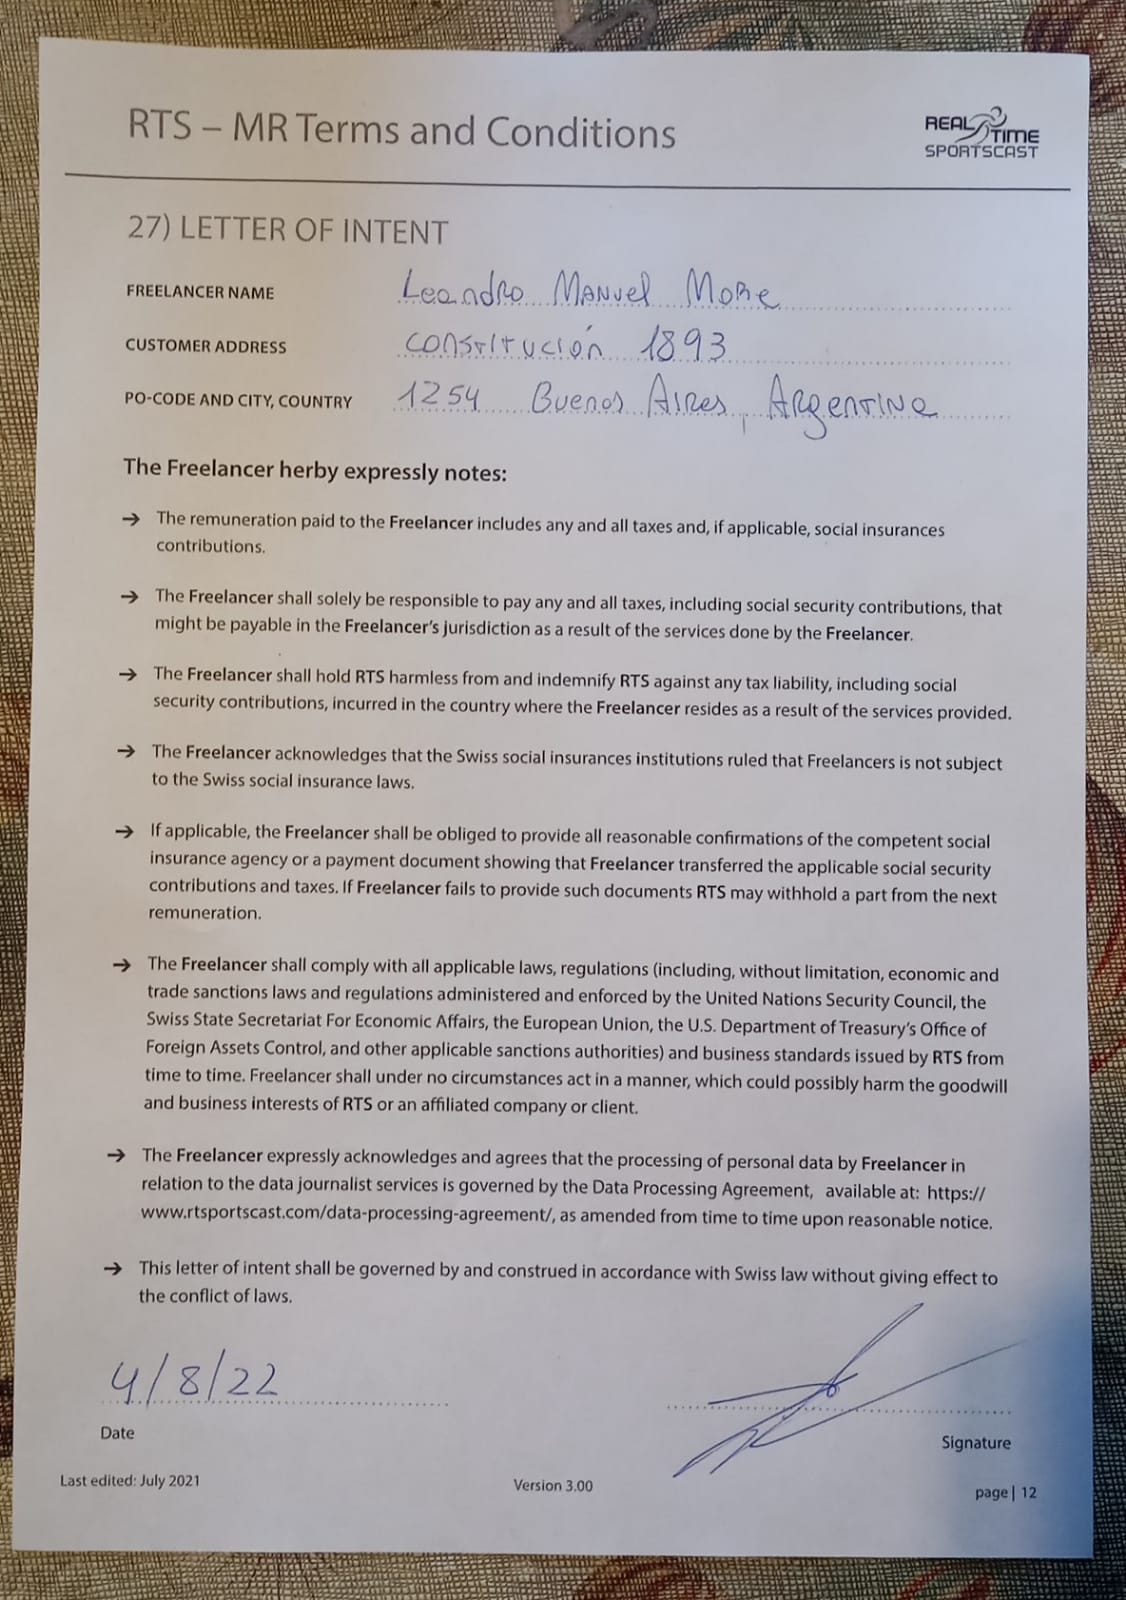 RTS – MR Terms and Conditions
REAL TIME
SPORTSCAST
27) LETTER OF INTENT
FREELANCER NAME Leandro Manuel More
CUSTOMER ADDRESS Constitución 1893
PO-CODE AND CITY, COUNTRY 1254 Buenos Aires, Argentina
The Freelancer herby expressly notes:
→ The remuneration paid to the Freelancer includes any and all taxes and, if applicable, social insurances
contributions.
→ The Freelancer shall solely be responsible to pay any and all taxes, including social security contributions, that
might be payable in the Freelancer's jurisdiction as a result of the services done by the Freelancer.
→ The Freelancer shall hold RTS harmless from and indemnify RTS against any tax liability, including social
security contributions, incurred in the country where the Freelancer resides as a result of the services provided.
→ The Freelancer acknowledges that the Swiss social insurances institutions ruled that Freelancers is not subject
to the Swiss social insurance laws.
→ If applicable, the Freelancer shall be obliged to provide all reasonable confirmations of the competent social
insurance agency or a payment document showing that Freelancer transferred the applicable social security
contributions and taxes. If Freelancer fails to provide such documents RTS may withhold a part from the next
remuneration.
→ The Freelancer shall comply with all applicable laws, regulations (including, without limitation, economic and
trade sanctions laws and regulations administered and enforced by the United Nations Security Council, the
Swiss State Secretariat For Economic Affairs, the European Union, the U.S. Department of Treasury's Office of
Foreign Assets Control, and other applicable sanctions authorities) and business standards issued by RTS from
time to time. Freelancer shall under no circumstances act in a manner, which could possibly harm the goodwill
and business interests of RTS or an affiliated company or client.
→ The Freelancer expressly acknowledges and agrees that the processing of personal data by Freelancer in
relation to the data journalist services is governed by the Data Processing Agreement, available at: https://
www.rtsportscast.com/data-processing-agreement/, as amended from time to time upon reasonable notice.
→ This letter of intent shall be governed by and construed in accordance with Swiss law without giving effect to
the conflict of laws.
4/8/22
Date
Signature
Last edited: July 2021
Version 3.00
page| 12